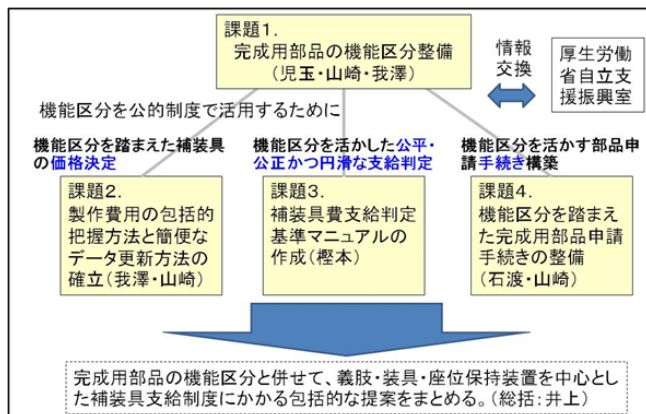 課題1.
完成用部品の機能区分整備
(児玉・山崎・我澤)
情報
交換
厚生労働
省自立支
援振興室
機能区分を公的制度で活用するために
機能区分を踏まえた補装具
の価格決定
機能区分を活かした公平・
公正かつ円滑な支給判定
機能区分を活かす部品申
請手続き構築
課題2.
製作費用の包括的
把握方法と簡便な
データ更新方法の
確立(我澤・山崎)
課題3.
補装具費支給判定
基準マニュアルの
作成(樫本)
課題4.
機能区分を踏まえ
た完成用部品申請
手続きの整備
(石渡・山崎)
完成用部品の機能区分と併せて、義肢・装具・座位保持装置を中心とし
た補装具支給制度にかかる包括的な提案をまとめる。(総括:井上)